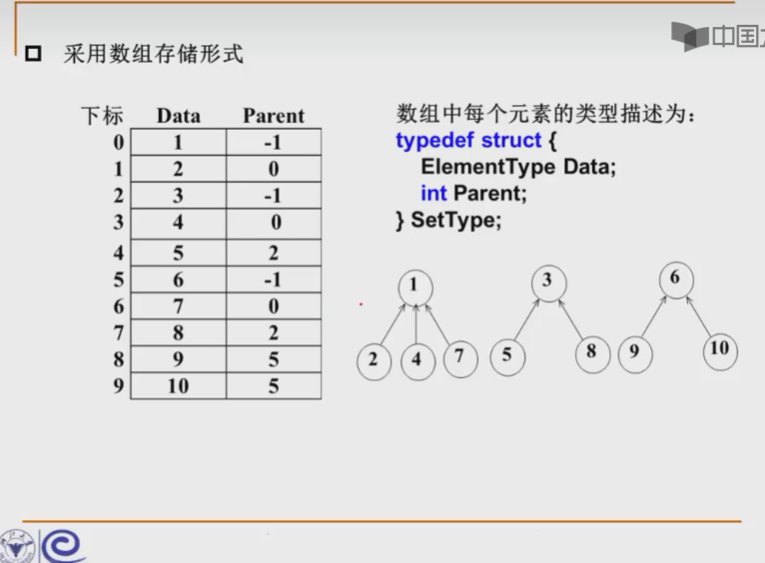 中国
采用数组存储形式
下标 Data Parent
0 1 -1
1 2 0
2 3 -1
3 4 0
4 5 2
5 6 -1
6 7 0
7 8 2
8 9 5
9 10 5
数组中每个元素的类型描述为：
typedef struct {
ElementType Data;
int Parent;
} SetType;
1 3 6
2 4 7 5 8 9 10